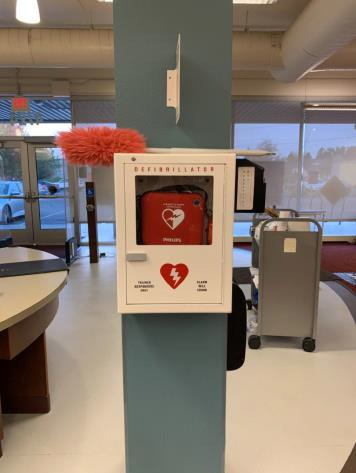 DEFIBRILLATOR
PHILIPS
TRAINED
RESPONDERS
ONLY
ALARM
WILL
SOUND